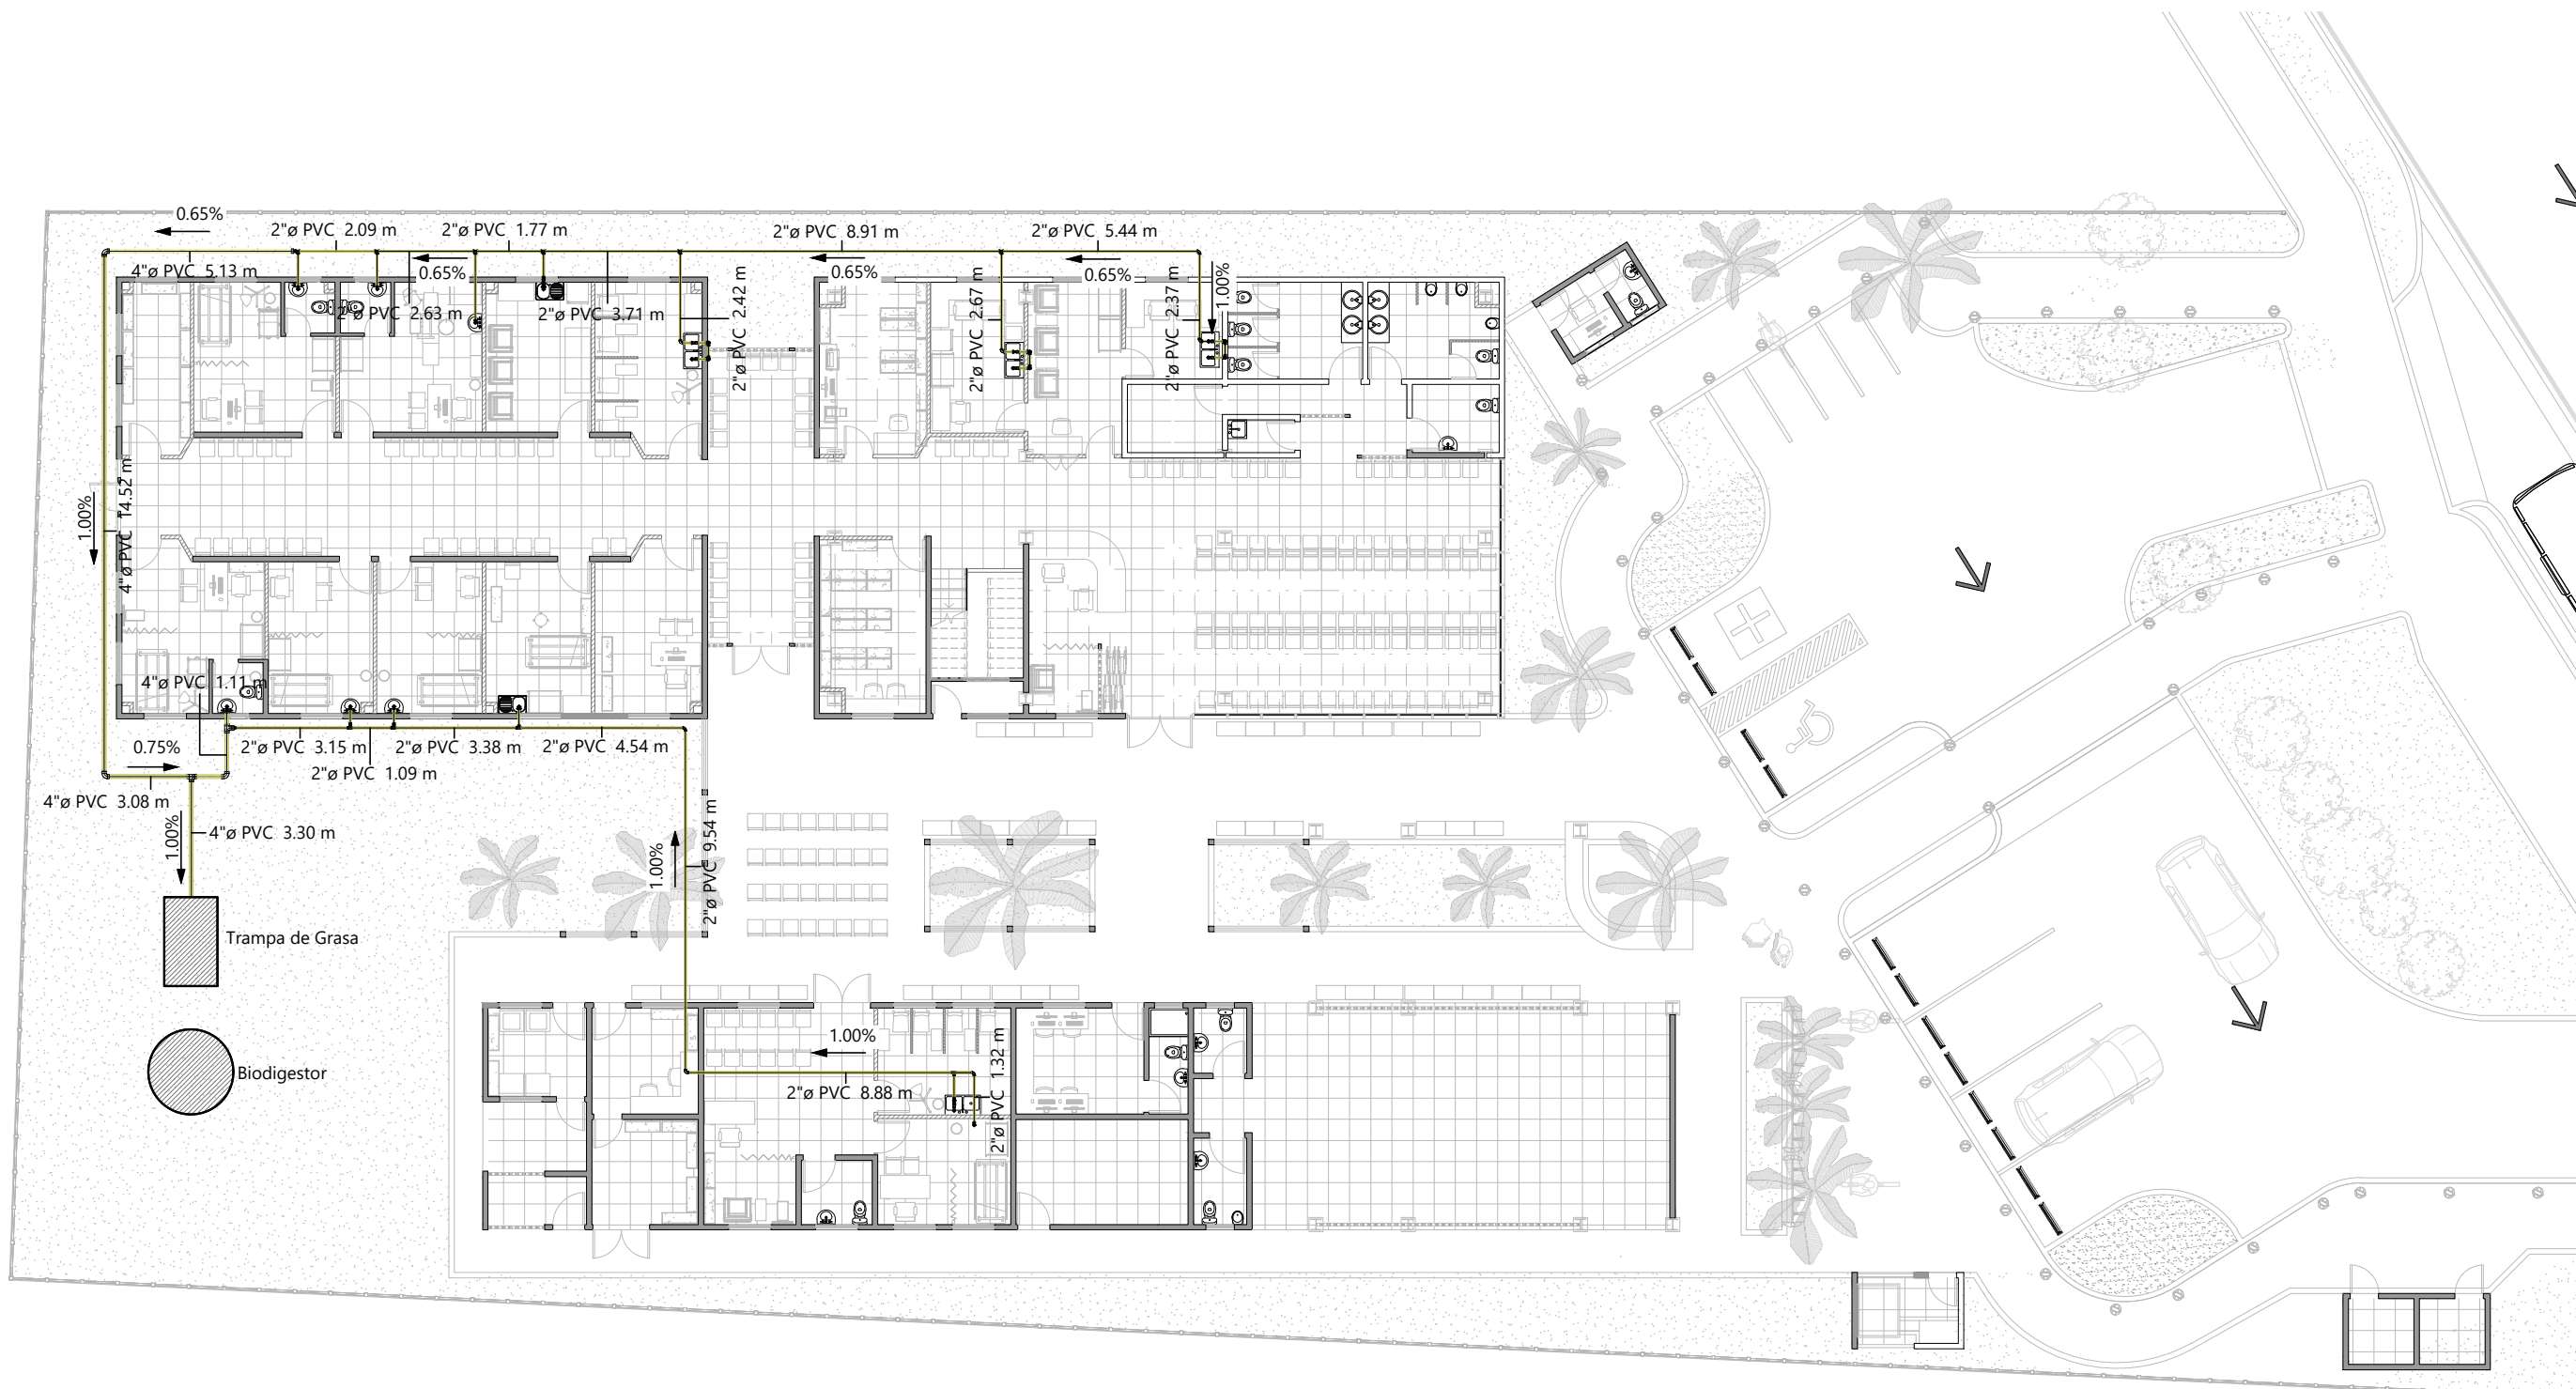 0.65%
2"ø PVC 2.09 m
2"ø PVC 1.77 m
2"ø PVC 8.91 m
2"ø PVC 5.44 m
4"ø PVC 5.13 m
0.65%
0.65%
0.65%
1.00%
2"ø PVC 2.63 m
2"ø PVC 3.71 m
2"ø PVC 2.42 m
2"ø PVC 2.67 m
2"ø PVC 2.37 m
1.00%
4"ø PVC 14.52 m
4"ø PVC 1.11 m
0.75%
2"ø PVC 3.15 m
2"ø PVC 3.38 m
2"ø PVC 4.54 m
2"ø PVC 1.09 m
4"ø PVC 3.08 m
1.00%
4"ø PVC 3.30 m
1.00%
2"ø PVC 9.54 m
Trampa de Grasa
1.00%
2"ø PVC 1.32 m
Biodigestor
2"ø PVC 8.88 m